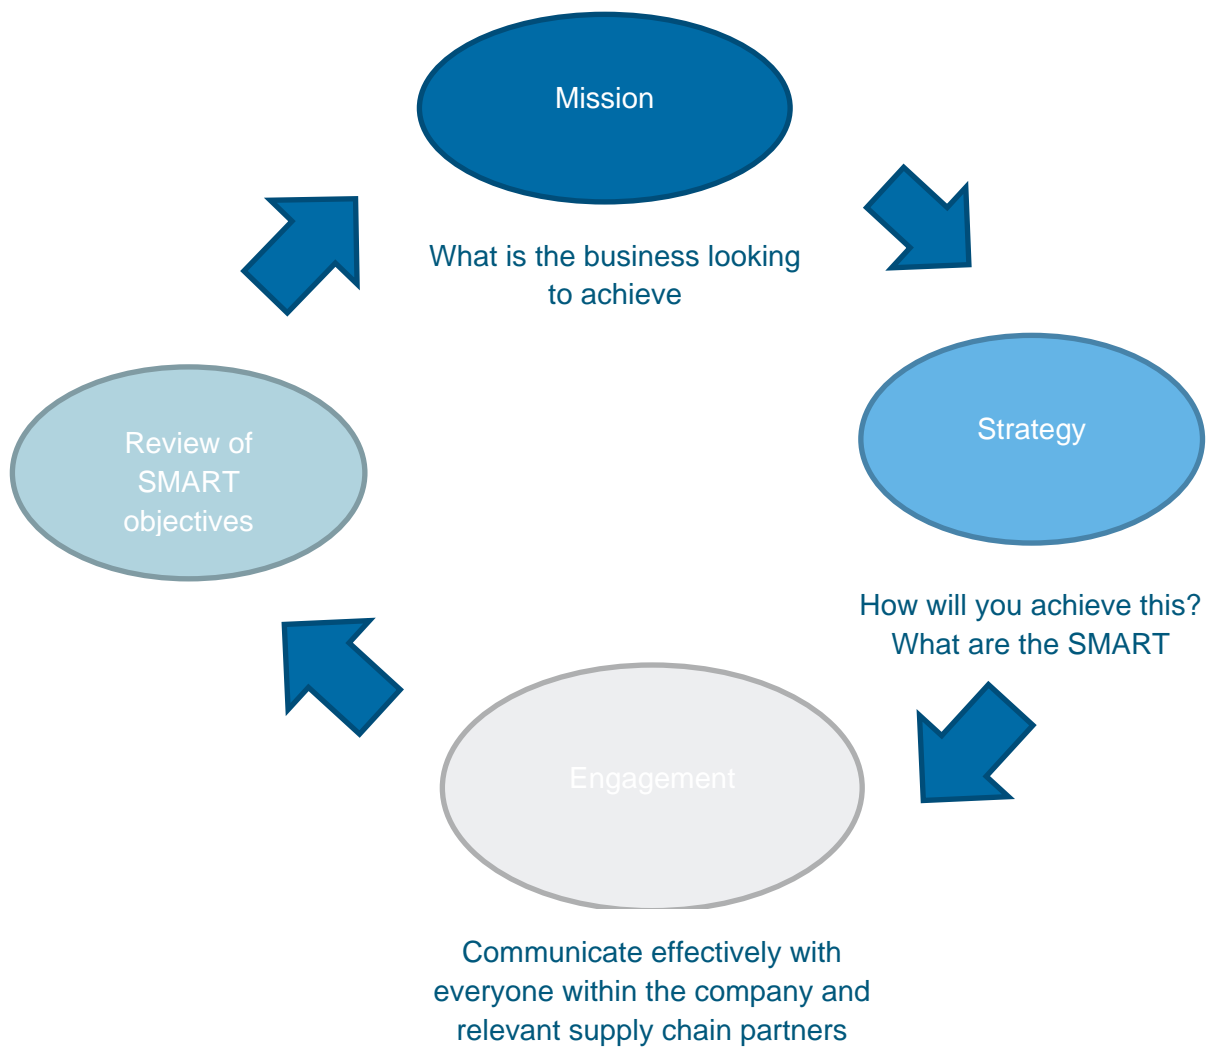 Mission
What is the business looking
to achieve
Strategy
How will you achieve this?
What are the SMART
Engagement
Communicate effectively with
everyone within the company and
relevant supply chain partners
Review of
SMART
objectives